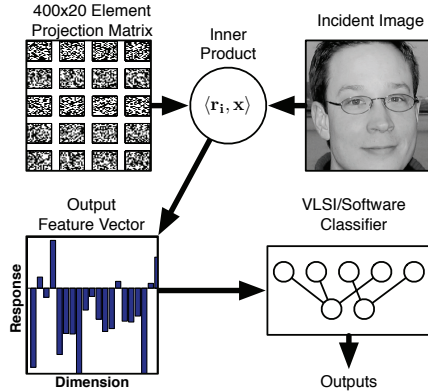 400x20 Element
Projection Matrix
Inner
Product
Incident Image
⟨r_i, x⟩
Output
Feature Vector
VLSI/Software
Classifier
Response
Dimension
Outputs